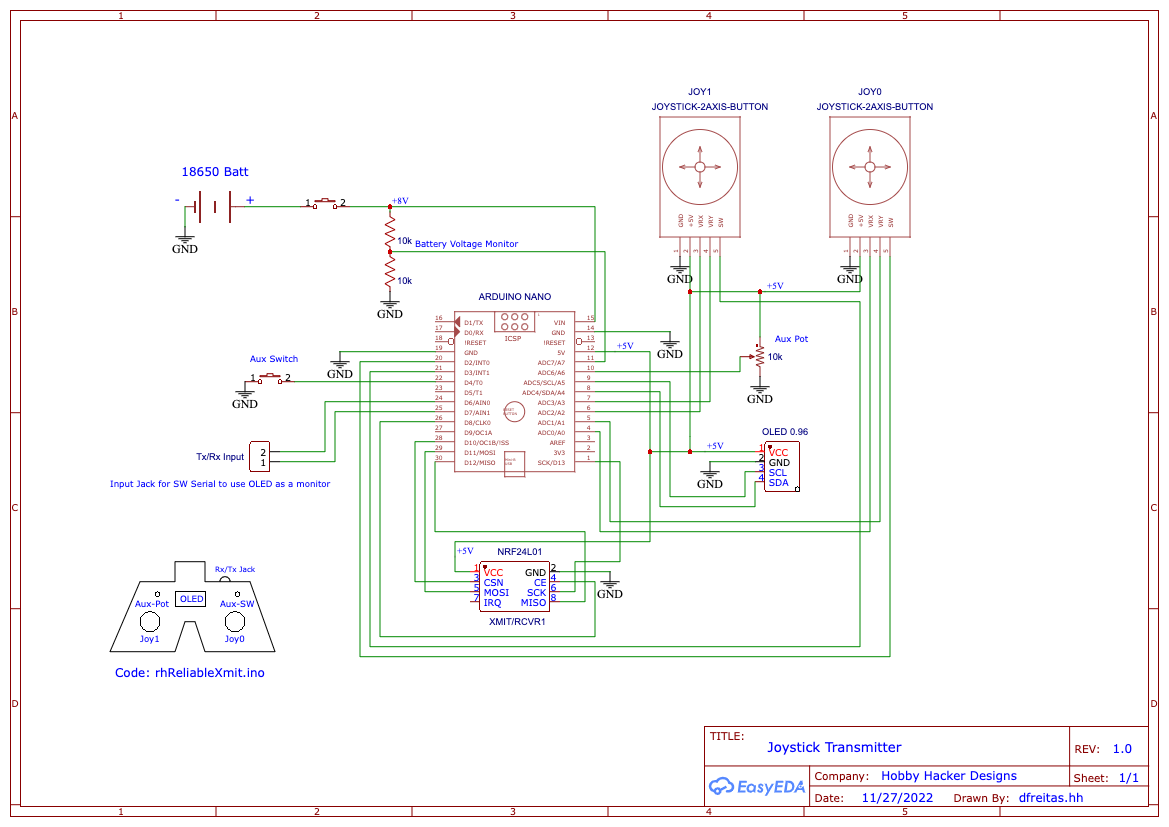 1 2 3 4 5
A A
B B
C C
D D
JOY1
JOYSTICK-2AXIS-BUTTON
GND +5V VRX VRY SW
1 2 3 4 5
GND
JOY0
JOYSTICK-2AXIS-BUTTON
GND +5V VRX VRY SW
1 2 3 4 5
GND
18650 Batt
- +
GND
1 2
+8V
10k
Battery Voltage Monitor
10k
GND
+5V
Aux Pot
10k
GND
ARDUINO NANO
ICSP
1
16 D1/TX VIN 15
17 D0/RX GND 14
18 !RESET !RESET 13
19 GND 5V 12
20 D2/INT0 ADC7/A7 11
21 D3/INT1 ADC6/A6 10
22 D4/T0 ADC5/SCL/A5 9
23 D5/T1 ADC4/SDA/A4 8
24 D6/AIN0 ADC3/A3 7
25 D7/AIN1 ADC2/A2 6
26 D8/CLK0 ADC1/A1 5
27 D9/OC1A ADC0/A0 4
28 D10/OC1B/!SS AREF 3
29 D11/MOSI 3V3 2
30 D12/MISO SCK/D13 1
GND
+5V
GND
Aux Switch
1 2
GND
Tx/Rx Input
2
1
Input Jack for SW Serial to use OLED as a monitor
OLED 0.96
+5V
1 VCC
2 GND
3 SCL
4 SDA
GND
+5V
NRF24L01
1 VCC GND 2
3 CSN CE 4
5 MOSI SCK 6
7 IRQ MISO 8
GND
XMIT/RCVR1
Rx/Tx Jack
Aux-Pot OLED Aux-SW
Joy1 Joy0
Code: rhReliableXmit.ino
TITLE:
Joystick Transmitter
REV: 1.0
EasyEDA
Company: Hobby Hacker Designs
Sheet: 1/1
Date: 11/27/2022 Drawn By: dfreitas.hh
1 2 3 4 5